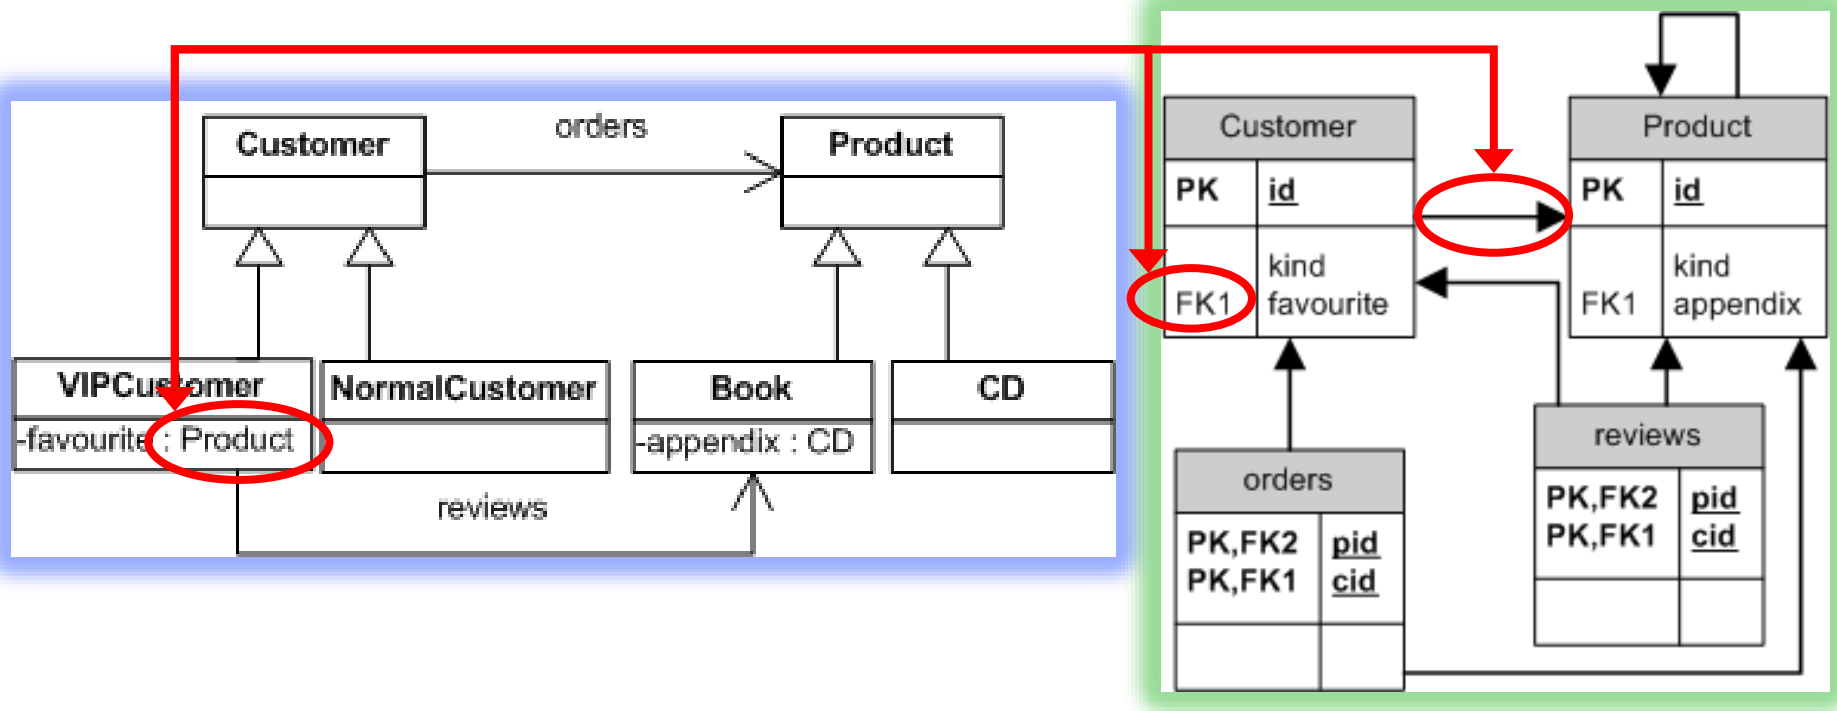 orders
Customer
Product
VIPCustomer
-favourite : Product
NormalCustomer
Book
-appendix : CD
CD
reviews
Customer
PK id
kind
FK1 favourite
Product
PK id
kind
FK1 appendix
orders
PK,FK2 pid
PK,FK1 cid
reviews
PK,FK2 pid
PK,FK1 cid